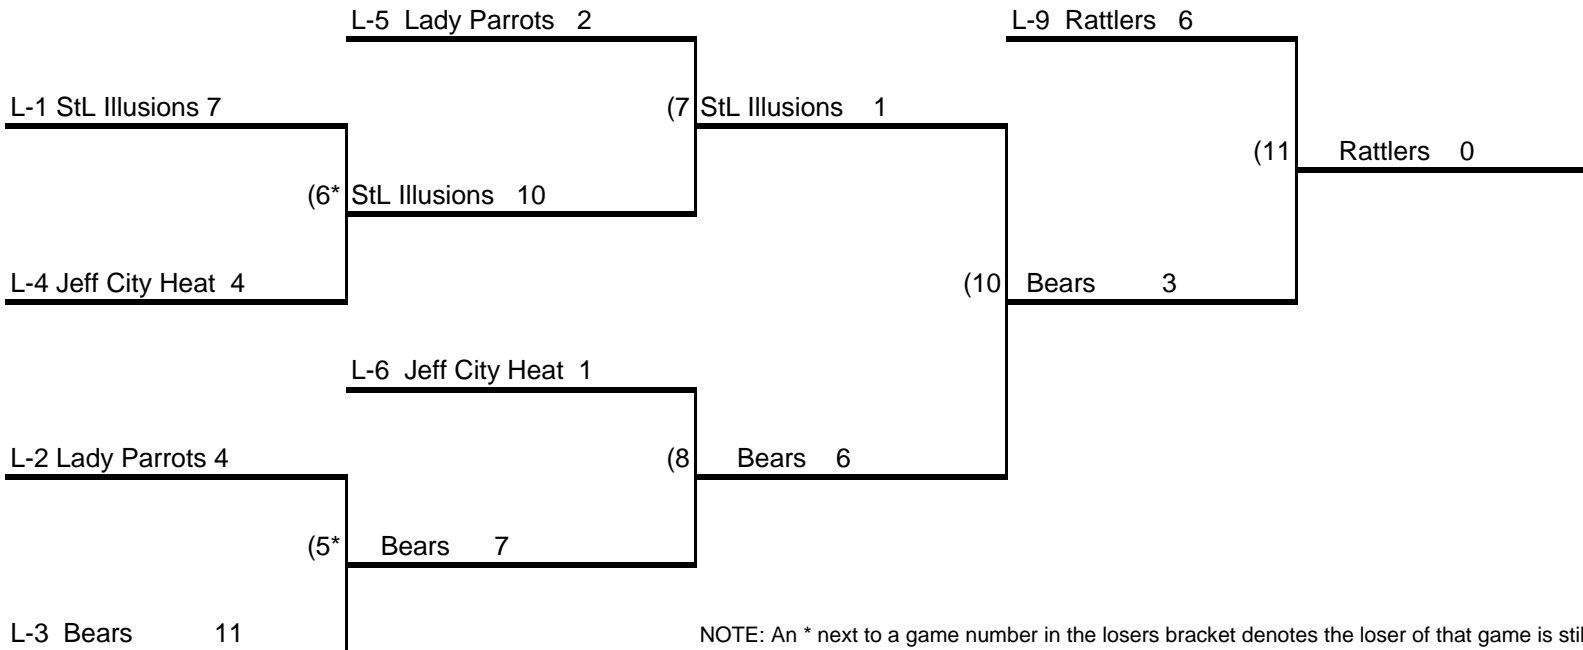 L-5 Lady Parrots 2
L-9 Rattlers 6
L-1 StL Illusions 7
(7 StL Illusions 1
(11 Rattlers 0
(6* StL Illusions 10
L-4 Jeff City Heat 4
(10 Bears 3
L-6 Jeff City Heat 1
L-2 Lady Parrots 4
(8 Bears 6
(5* Bears 7
L-3 Bears 11
NOTE: An * next to a game number in the losers bracket denotes the loser of that game is stil